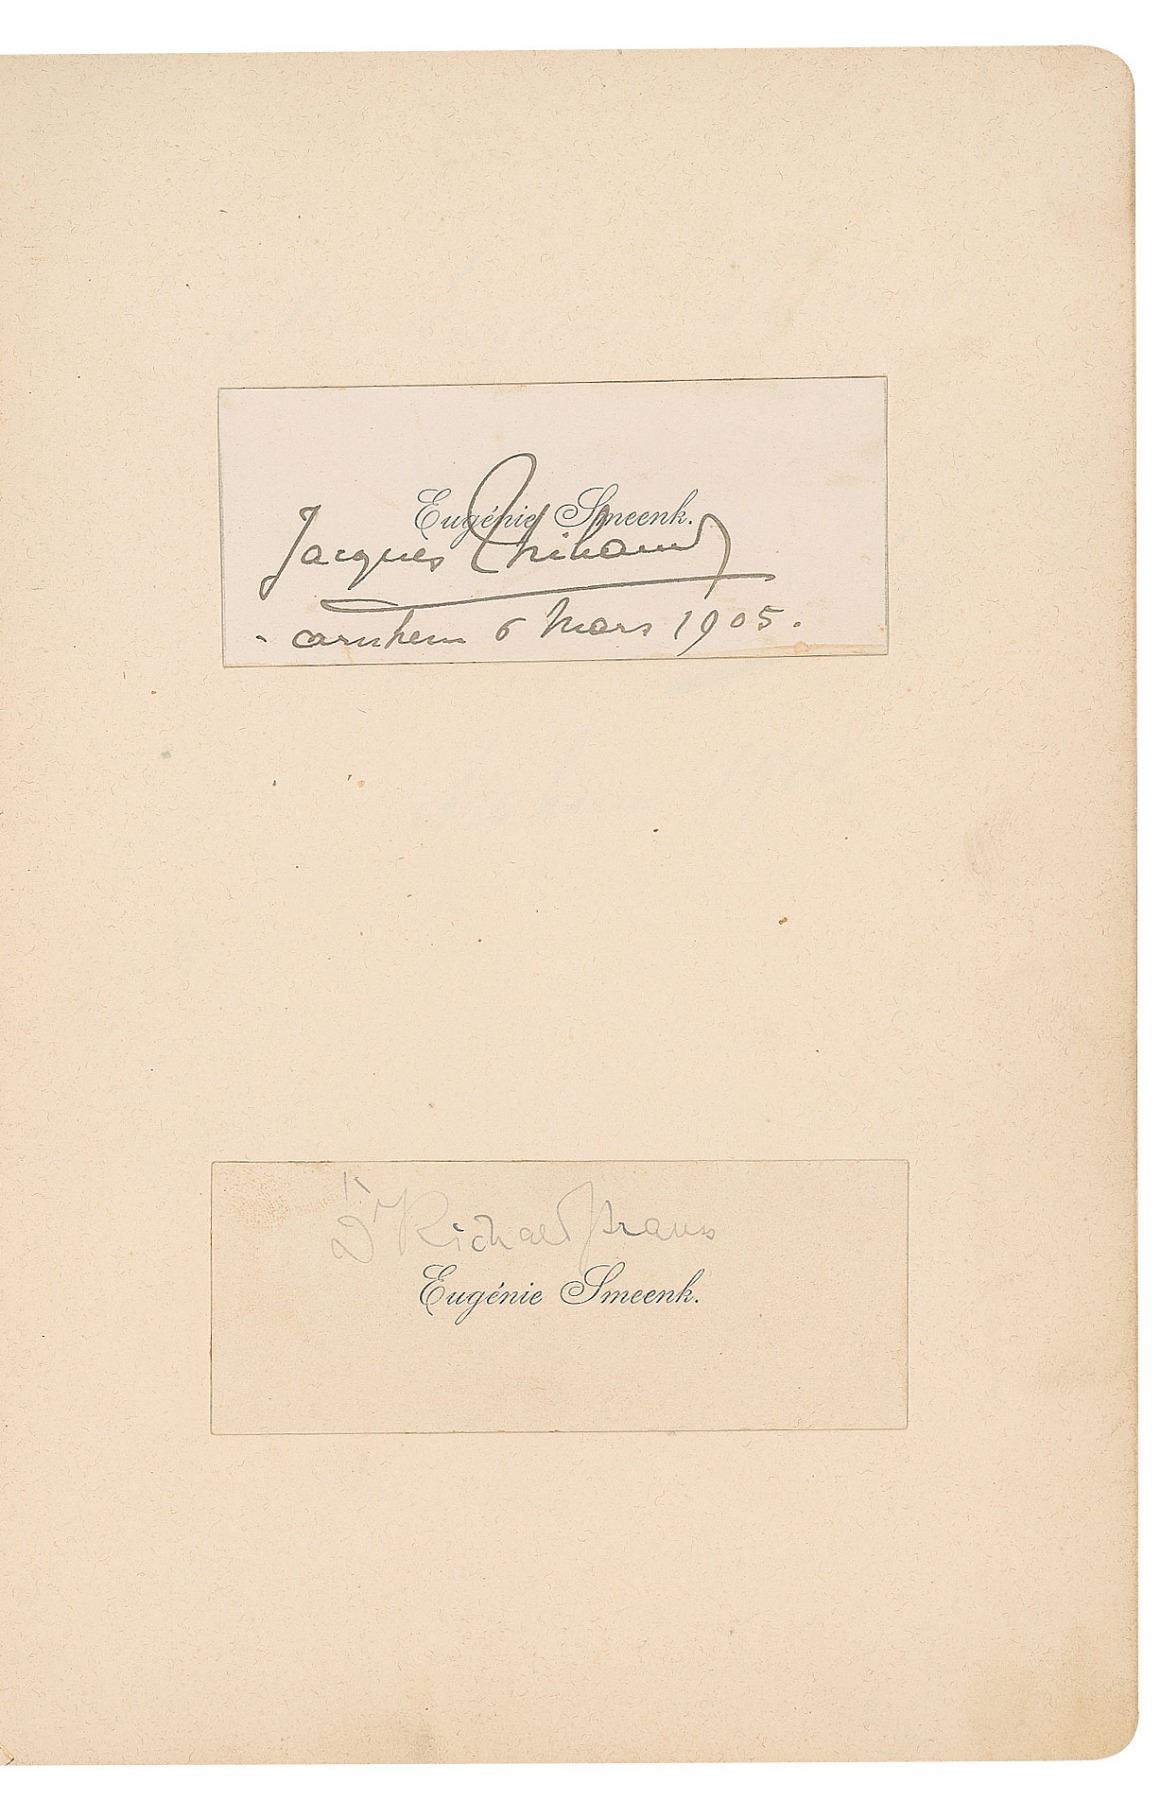 Eugénie Smeenk.
Jacques Thibaud
- arnhem 6 Mars 1905.
Dr Richard Strauss
Eugénie Smeenk.